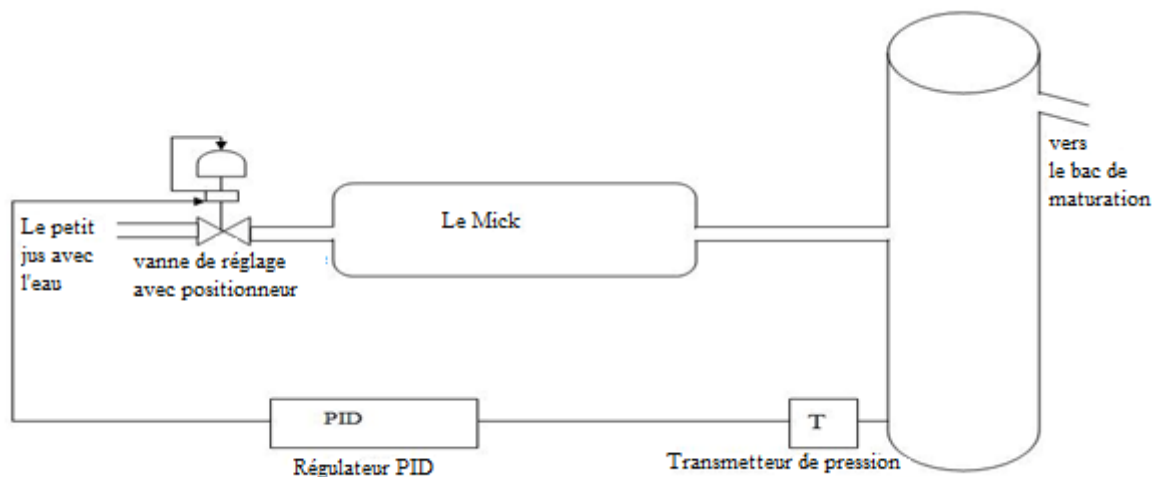 Le Mick
vers
le bac de
maturation
Le petit
jus avec
l'eau
vanne de réglage
avec positionneur
PID
Régulateur PID
T
Transmetteur de pression